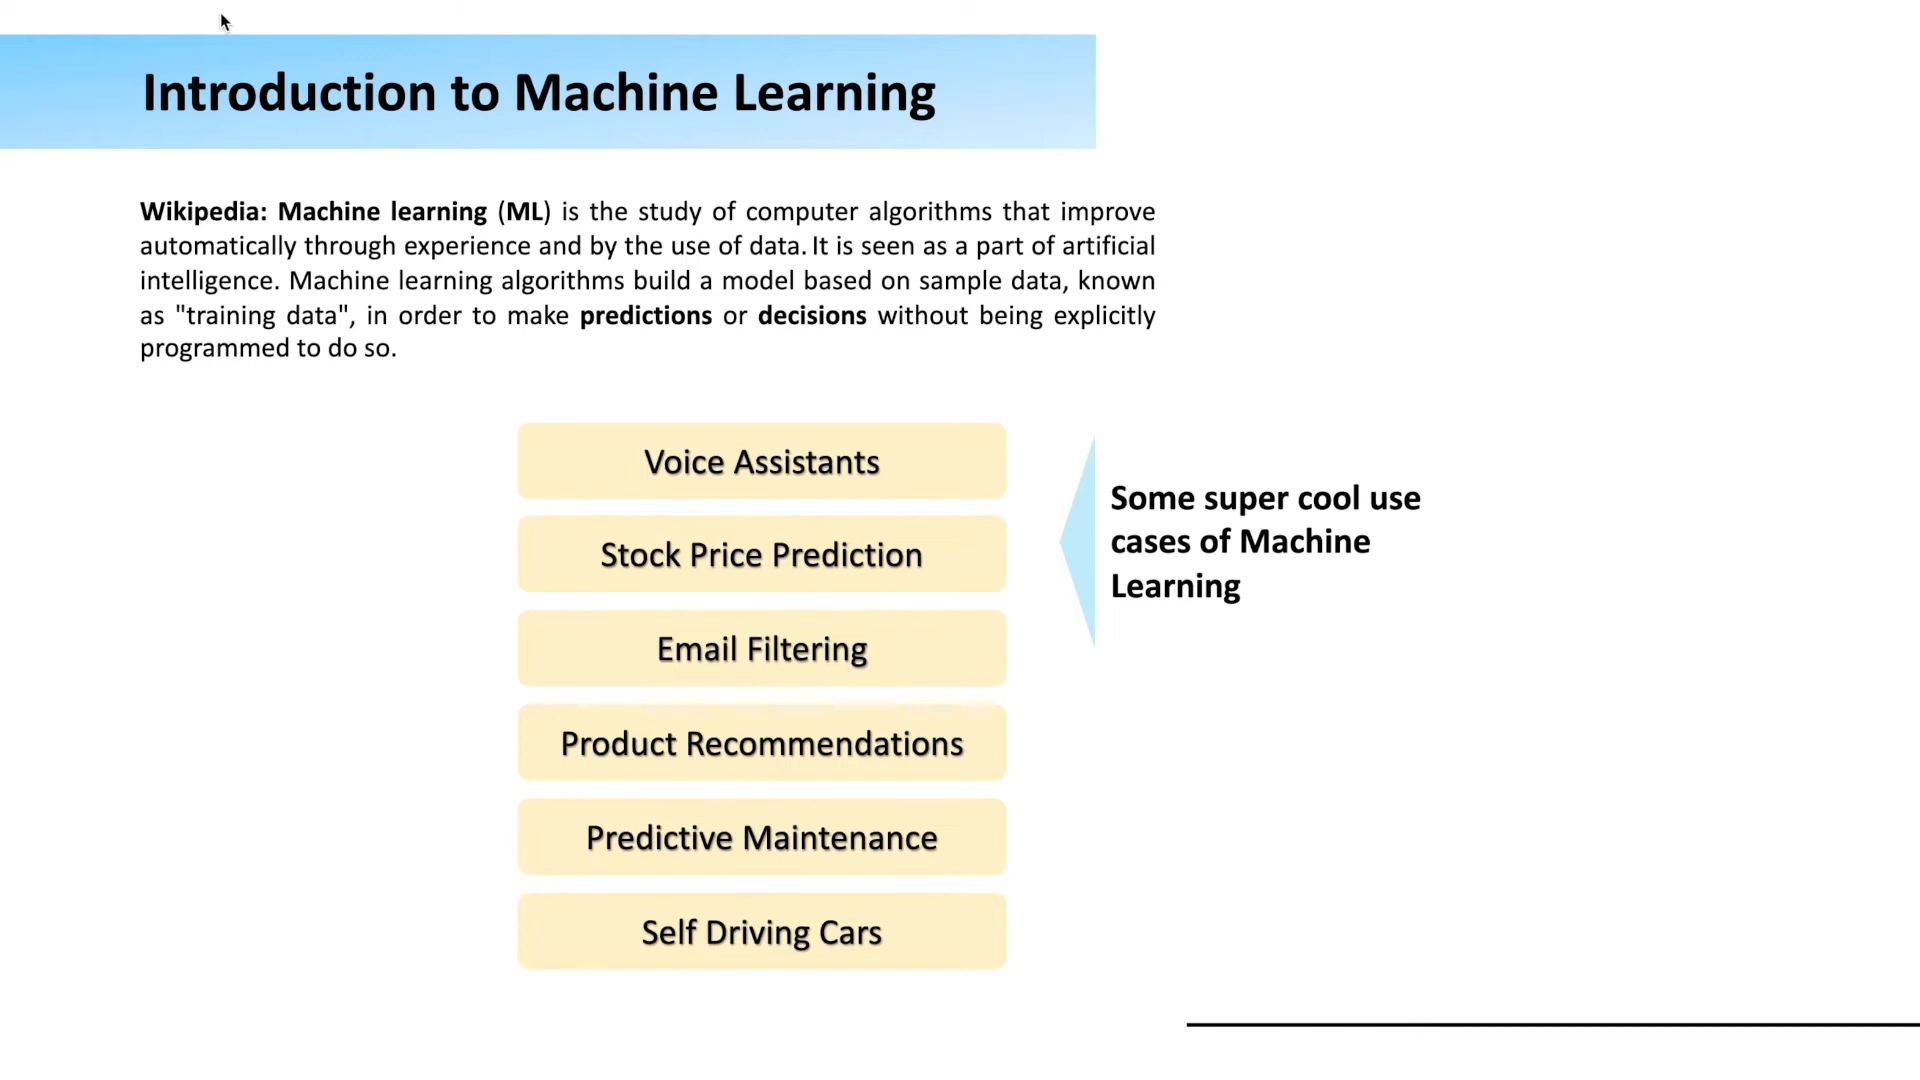 Introduction to Machine Learning
Wikipedia: Machine learning (ML) is the study of computer algorithms that improve
automatically through experience and by the use of data. It is seen as a part of artificial
intelligence. Machine learning algorithms build a model based on sample data, known
as "training data", in order to make predictions or decisions without being explicitly
programmed to do so.
Voice Assistants
Stock Price Prediction
Email Filtering
Product Recommendations
Predictive Maintenance
Self Driving Cars
Some super cool use
cases of Machine
Learning